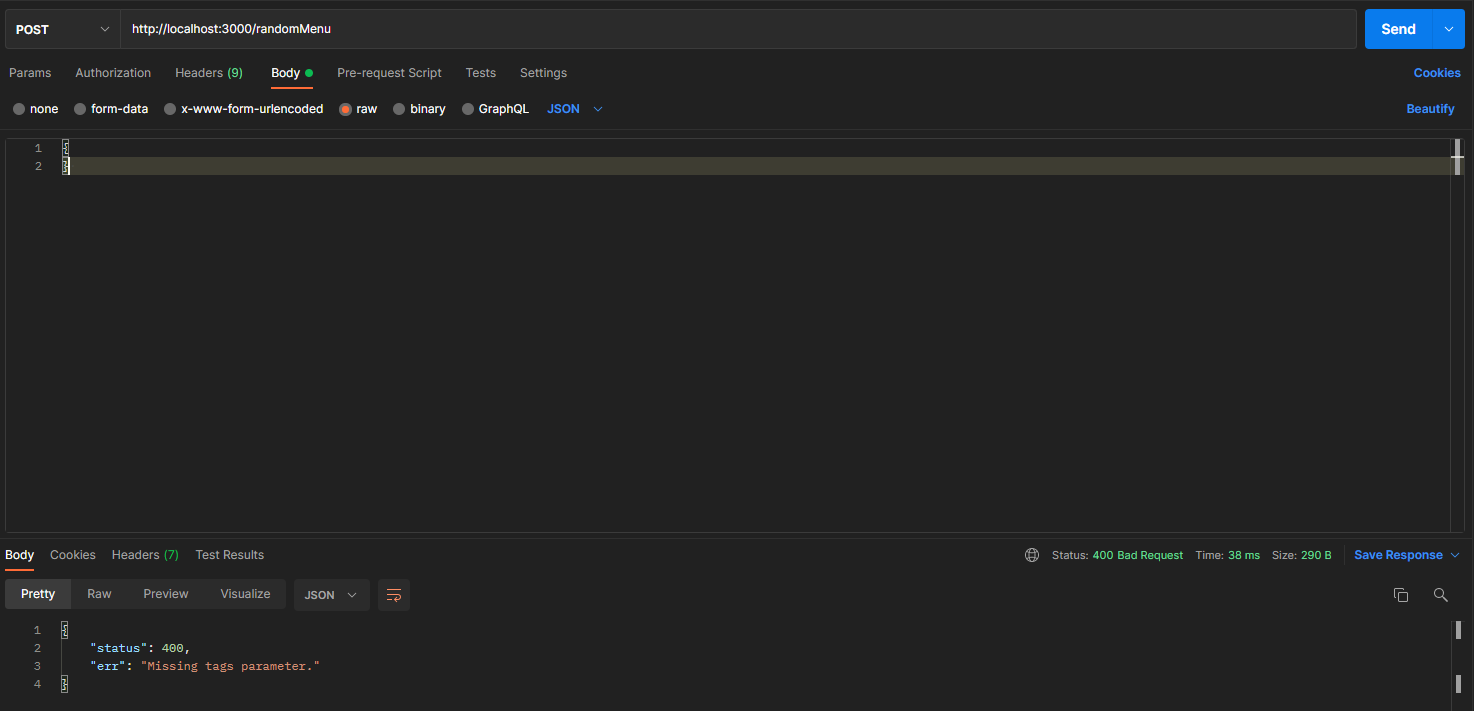 POST http://localhost:3000/randomMenu Send
Params Authorization Headers (9) Body Pre-request Script Tests Settings Cookies
none form-data x-www-form-urlencoded raw binary GraphQL JSON Beautify
1 {
2 }
Body Cookies Headers (7) Test Results Status: 400 Bad Request Time: 38 ms Size: 290 B Save Response
Pretty Raw Preview Visualize JSON
1 {
2 "status": 400,
3 "err": "Missing tags parameter."
4 }